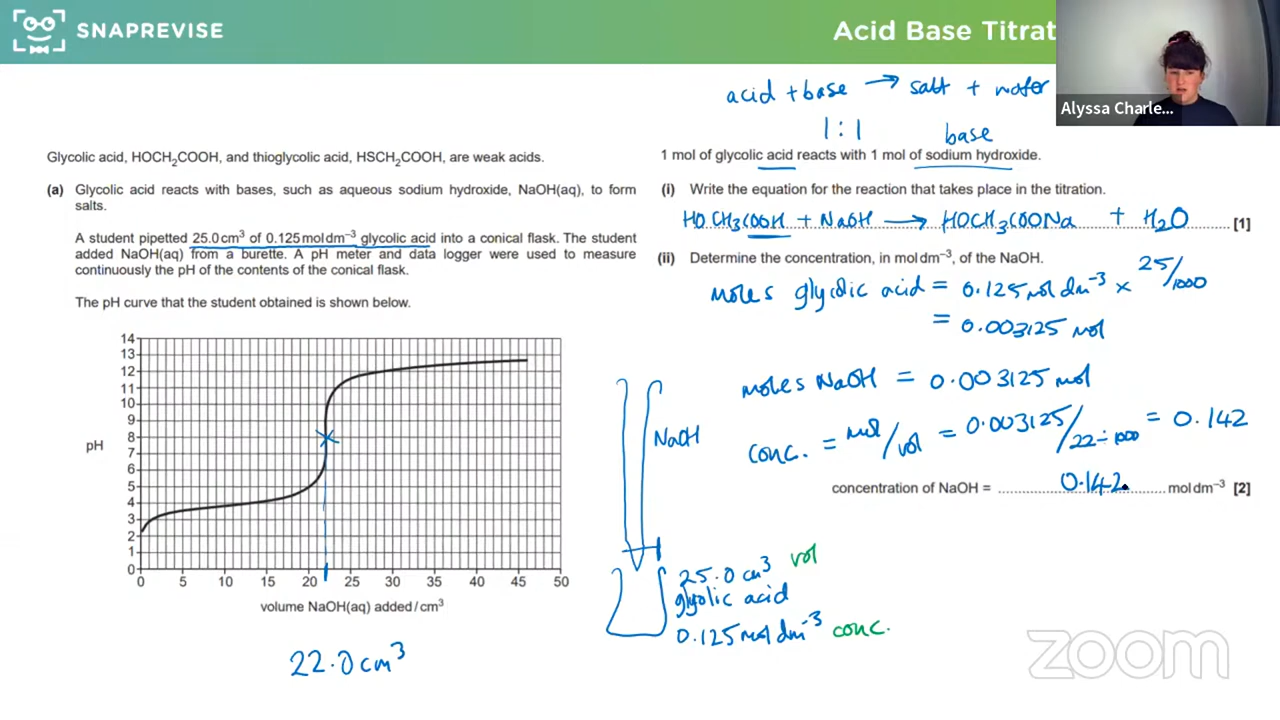 SNAPREVISE
Acid Base Titrat
Alyssa Charle...
acid + base → salt + water
1 : 1
base
Glycolic acid, HOCH₂COOH, and thioglycolic acid, HSCH₂COOH, are weak acids.
(a) Glycolic acid reacts with bases, such as aqueous sodium hydroxide, NaOH(aq), to form
salts.
A student pipetted 25.0 cm³ of 0.125 mol dm⁻³ glycolic acid into a conical flask. The student
added NaOH(aq) from a burette. A pH meter and data logger were used to measure
continuously the pH of the contents of the conical flask.
The pH curve that the student obtained is shown below.
14
13
12
11
10
9
8
7
6
5
4
3
2
1
0
pH
0 5 10 15 20 25 30 35 40 45 50
volume NaOH(aq) added / cm³
22.0 cm³
1 mol of glycolic acid reacts with 1 mol of sodium hydroxide.
(i) Write the equation for the reaction that takes place in the titration.
HOCH₃COOH + NaOH → HOCH₃COONa + H₂O [1]
(ii) Determine the concentration, in mol dm⁻³, of the NaOH.
moles glycolic acid = 0.125 mol dm⁻³ × 25/1000
= 0.003125 mol
moles NaOH = 0.003125 mol
conc. = mol/vol = 0.003125/22÷1000 = 0.142
concentration of NaOH = 0.142 mol dm⁻³ [2]
NaOH
25.0 cm³ vol
glyolic acid
0.125 mol dm⁻³ conc.
zoom